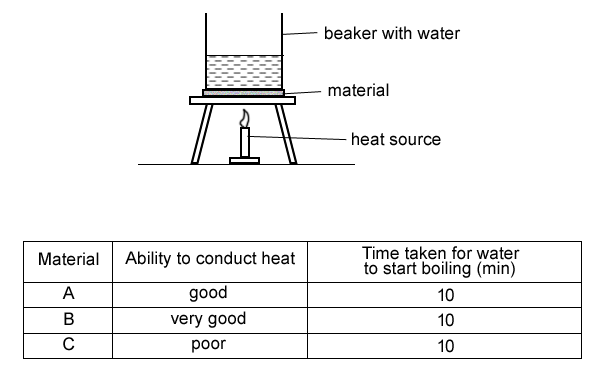 beaker with water
material
heat source
Material Ability to conduct heat Time taken for water
to start boiling (min)
A good 10
B very good 10
C poor 10